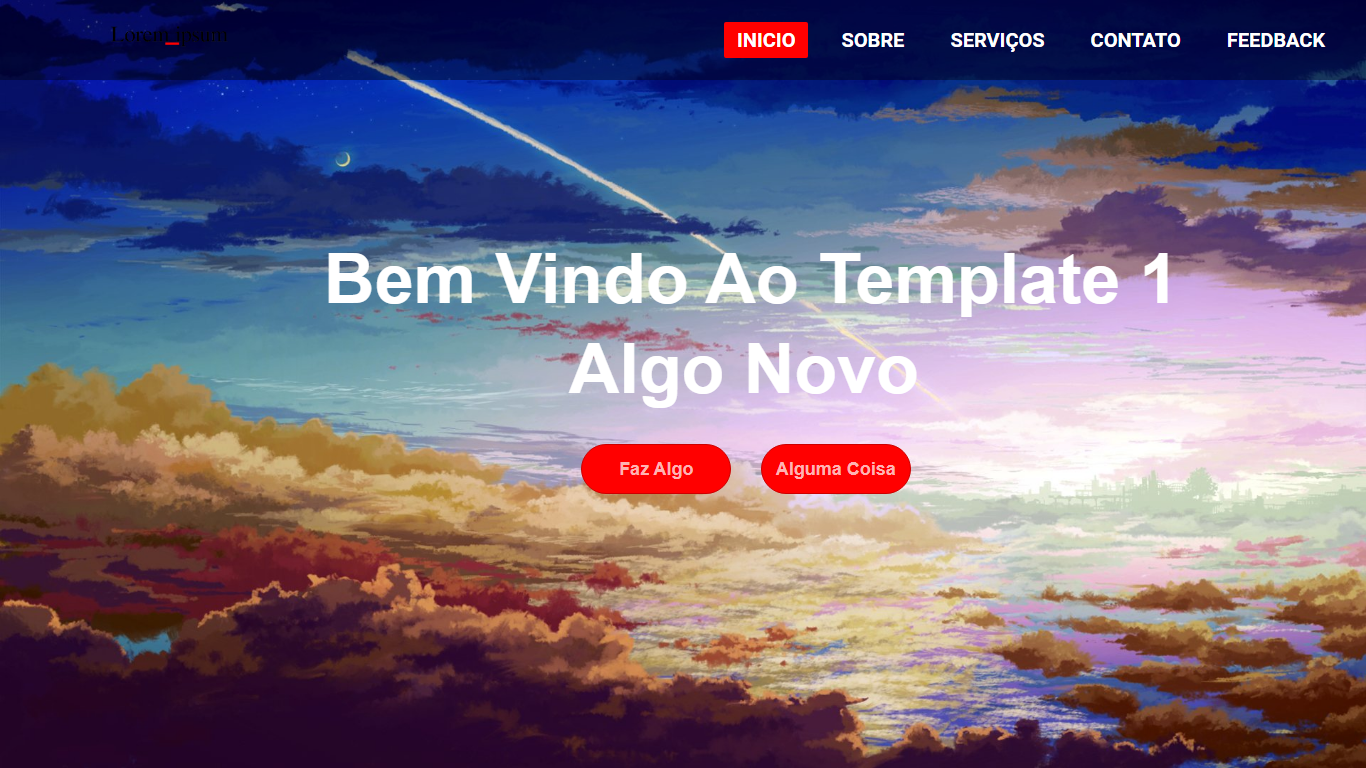 Lorem ipsum
INICIO SOBRE SERVIÇOS CONTATO FEEDBACK
Bem Vindo Ao Template 1
Algo Novo
Faz Algo Alguma Coisa